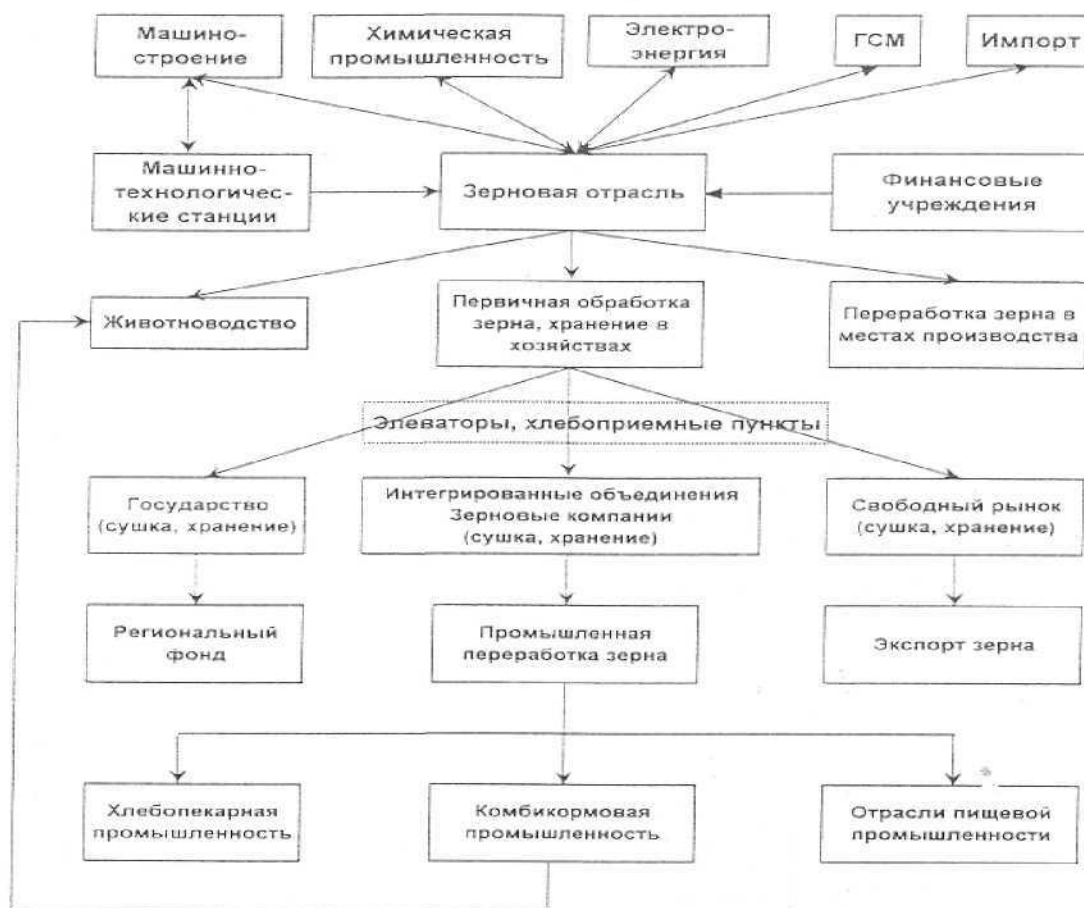 Машино-
строение
Химическая
промышленность
Электро-
энергия
ГСМ
Импорт
Машинно-
технологичес-
кие станции
Зерновая отрасль
Финансовые
учреждения
Животноводство
Первичная обработка
зерна, хранение в
хозяйствах
Переработка зерна в
местах производства
Элеваторы, хлебоприемные пункты
Государство
(сушка, хранение)
Интегрированные объединения
Зерновые компании
(сушка, хранение)
Свободный рынок
(сушка, хранение)
Региональный
фонд
Промышленная
переработка зерна
Экспорт зерна
Хлебопекарная
промышленность
Комбикормовая
промышленность
Отрасли пищевой
промышленности